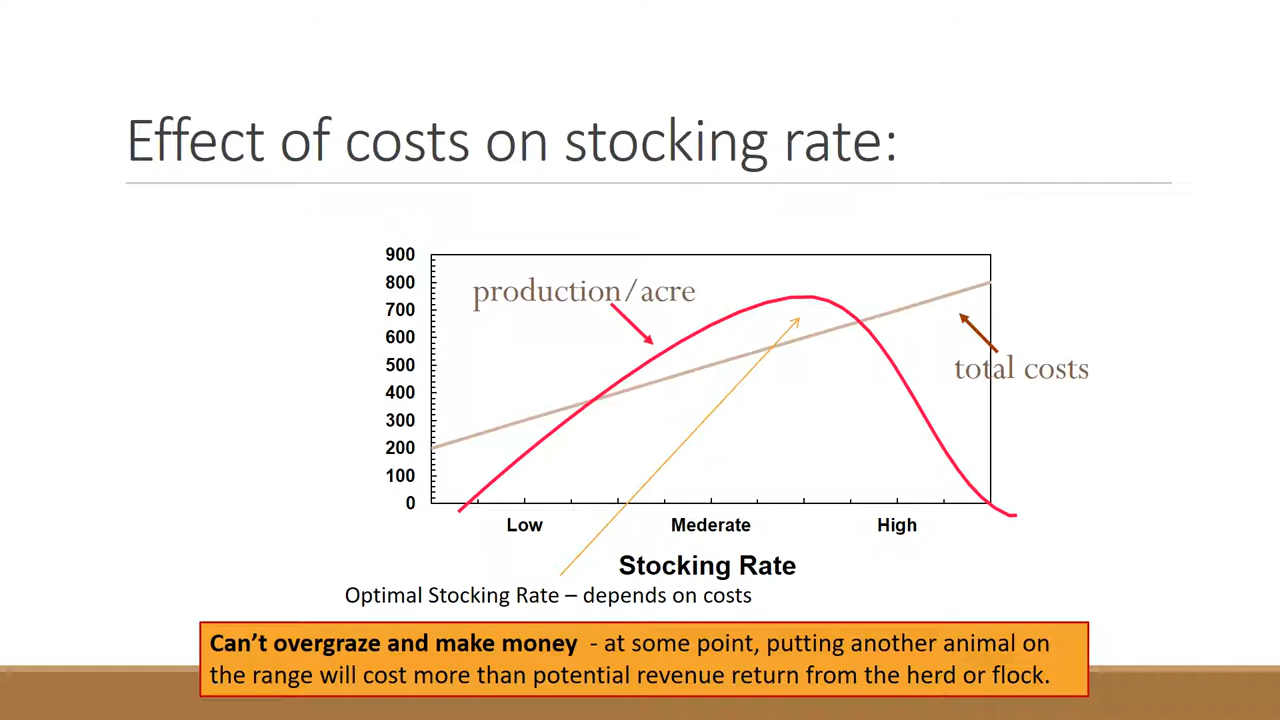 Effect of costs on stocking rate:
900
800
700
600
500
400
300
200
100
0
production/acre
total costs
Low
Mederate
High
Stocking Rate
Optimal Stocking Rate – depends on costs
Can't overgraze and make money - at some point, putting another animal on
the range will cost more than potential revenue return from the herd or flock.